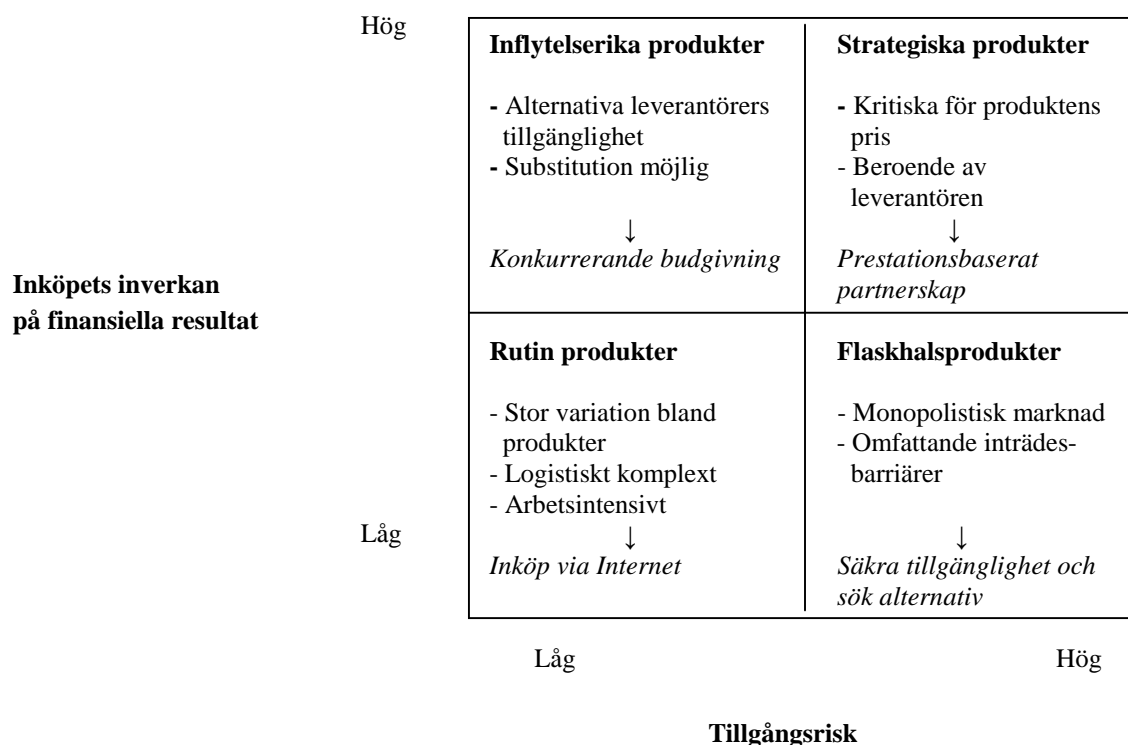 Hög
Inflytelserika produkter
- Alternativa leverantörers
tillgänglighet
- Substitution möjlig
↓
Konkurrerande budgivning
Strategiska produkter
- Kritiska för produktens
pris
- Beroende av
leverantören
↓
Prestationsbaserat
partnerskap
Inköpets inverkan
på finansiella resultat
Rutin produkter
- Stor variation bland
produkter
- Logistiskt komplext
- Arbetsintensivt
↓
Inköp via Internet
Flaskhalsprodukter
- Monopolistisk marknad
- Omfattande inträdes-
barriärer
↓
Säkra tillgänglighet och
sök alternativ
Låg
Låg
Hög
Tillgångsrisk